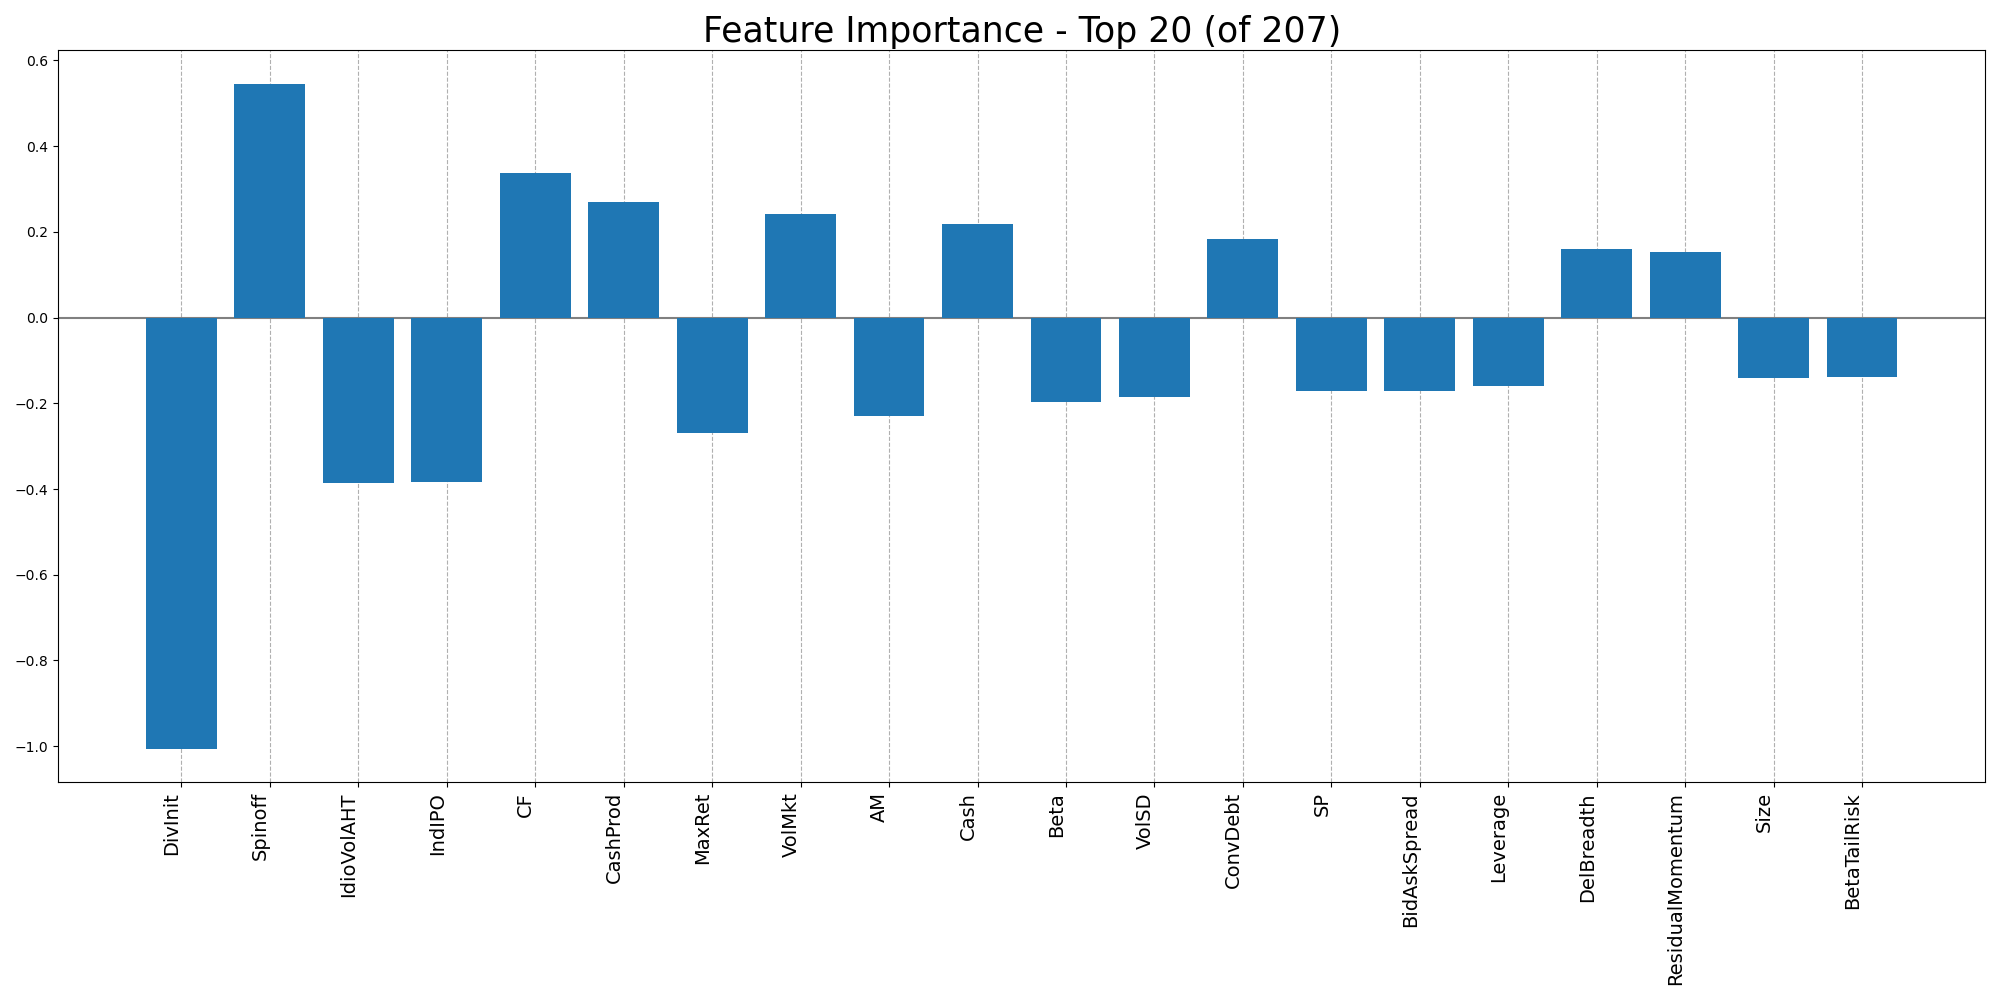 Feature Importance - Top 20 (of 207)
0.6
0.4
0.2
0.0
−0.2
−0.4
−0.6
−0.8
−1.0
DivInit
Spinoff
IdioVolAHT
IndIPO
CF
CashProd
MaxRet
VolMkt
AM
Cash
Beta
VolSD
ConvDebt
SP
BidAskSpread
Leverage
DelBreadth
ResidualMomentum
Size
BetaTailRisk